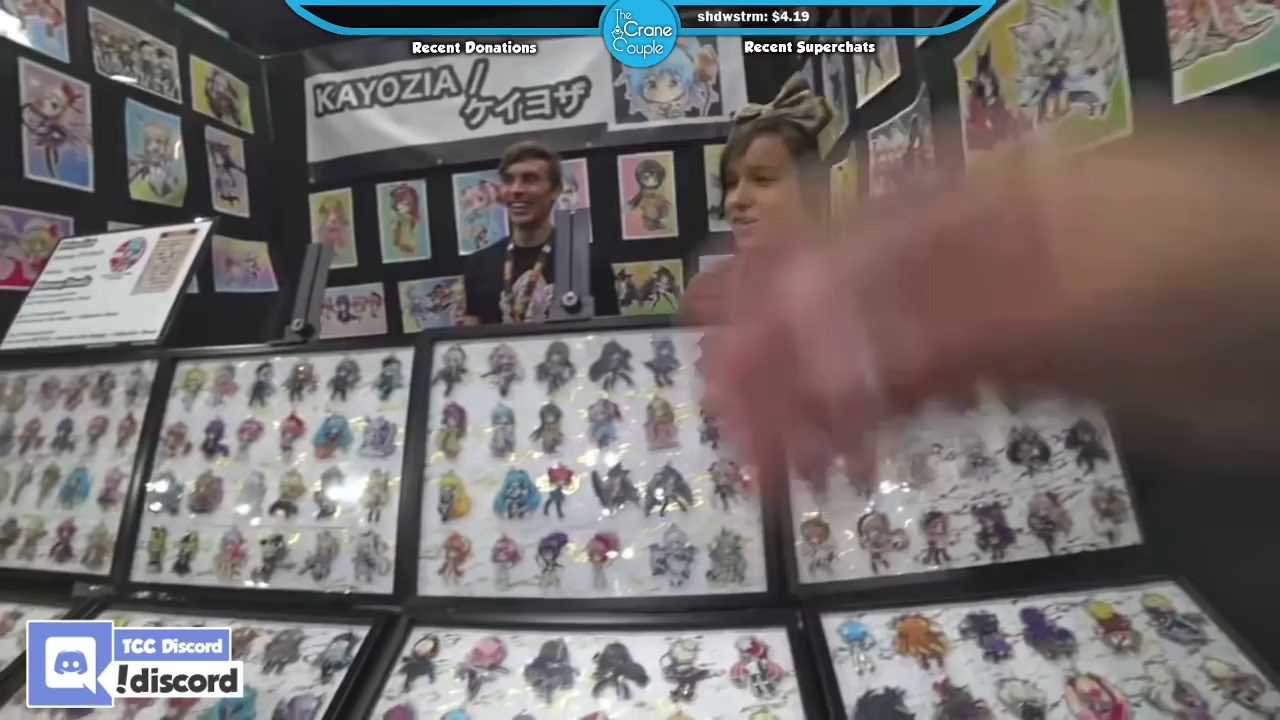 shdwstrm: $4.19
The
Crane
Couple
Recent Donations
Recent Superchats
KAYOZIA /
ケイヨザ
TCC Discord
!discord